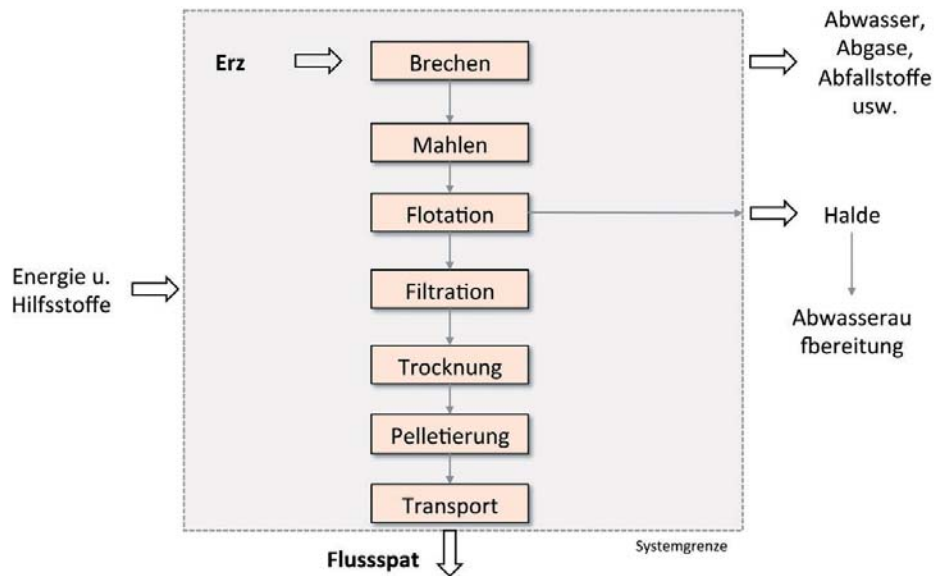 Erz
Brechen
Mahlen
Flotation
Filtration
Trocknung
Pelletierung
Transport
Energie u.
Hilfsstoffe
Abwasser,
Abgase,
Abfallstoffe
usw.
Halde
Abwasserau
fbereitung
Systemgrenze
Flussspat